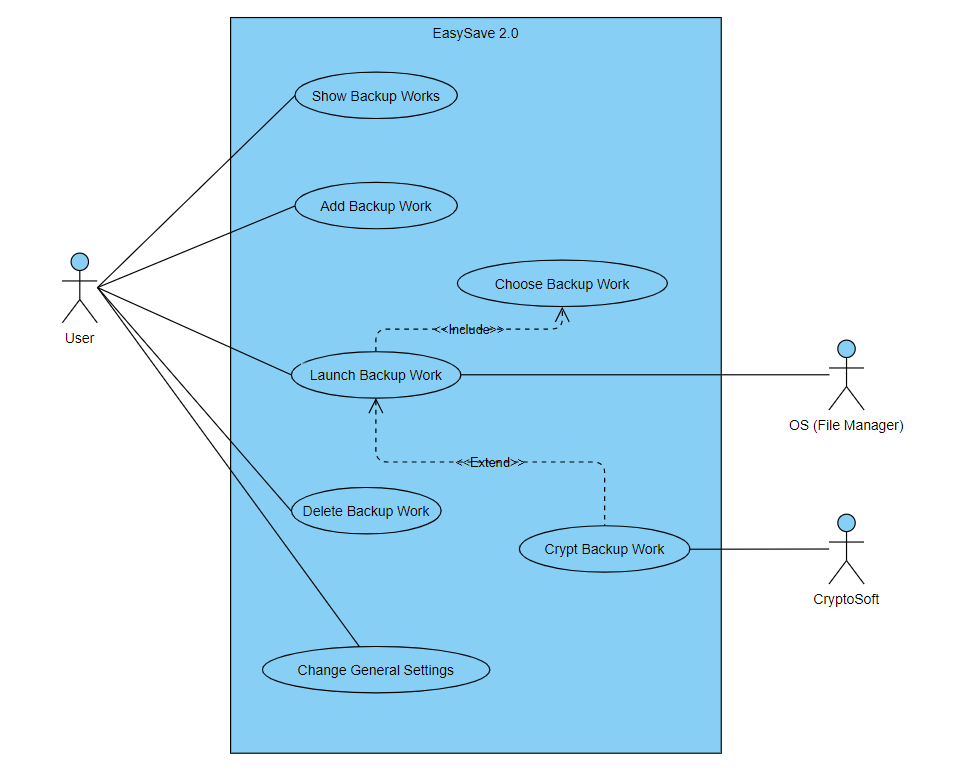 EasySave 2.0
Show Backup Works
Add Backup Work
Choose Backup Work
User
<<Include>>
Launch Backup Work
OS (File Manager)
<<Extend>>
Delete Backup Work
Crypt Backup Work
CryptoSoft
Change General Settings